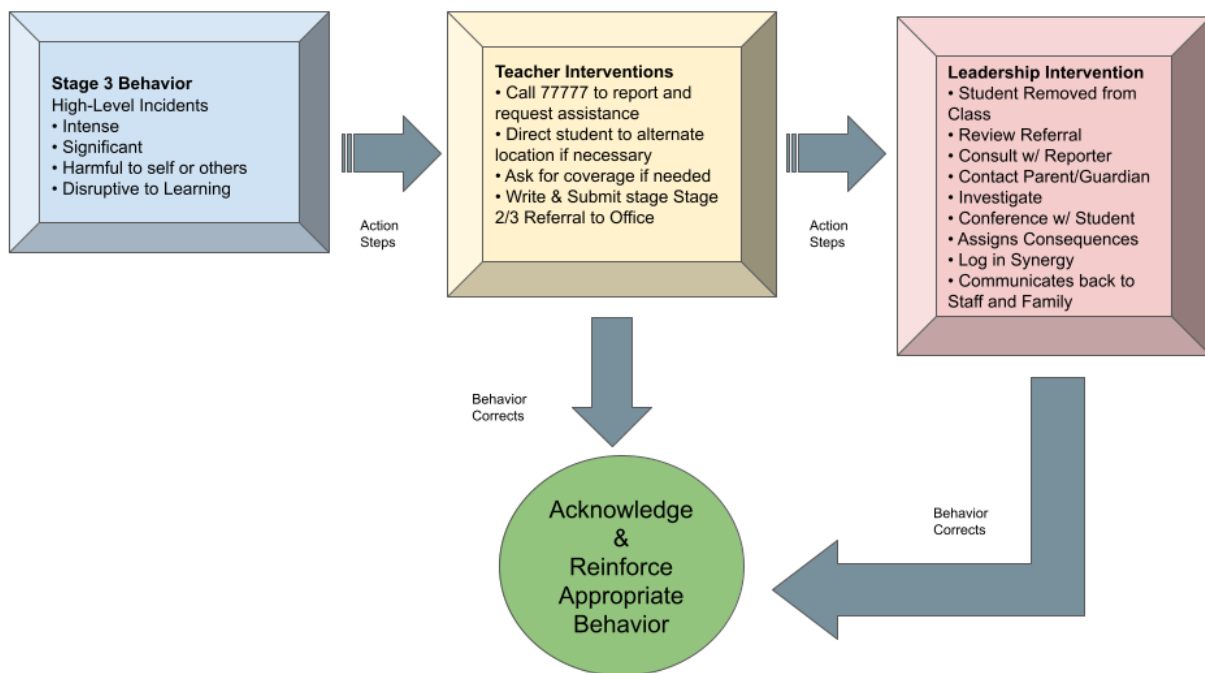 Stage 3 Behavior
High-Level Incidents
• Intense
• Significant
• Harmful to self or others
• Disruptive to Learning
Action
Steps
Teacher Interventions
• Call 77777 to report and
request assistance
• Direct student to alternate
location if necessary
• Ask for coverage if needed
• Write & Submit stage Stage
2/3 Referral to Office
Action
Steps
Leadership Intervention
• Student Removed from
Class
• Review Referral
• Consult w/ Reporter
• Contact Parent/Guardian
• Investigate
• Conference w/ Student
• Assigns Consequences
• Log in Synergy
• Communicates back to
Staff and Family
Behavior
Corrects
Behavior
Corrects
Acknowledge
&
Reinforce
Appropriate
Behavior